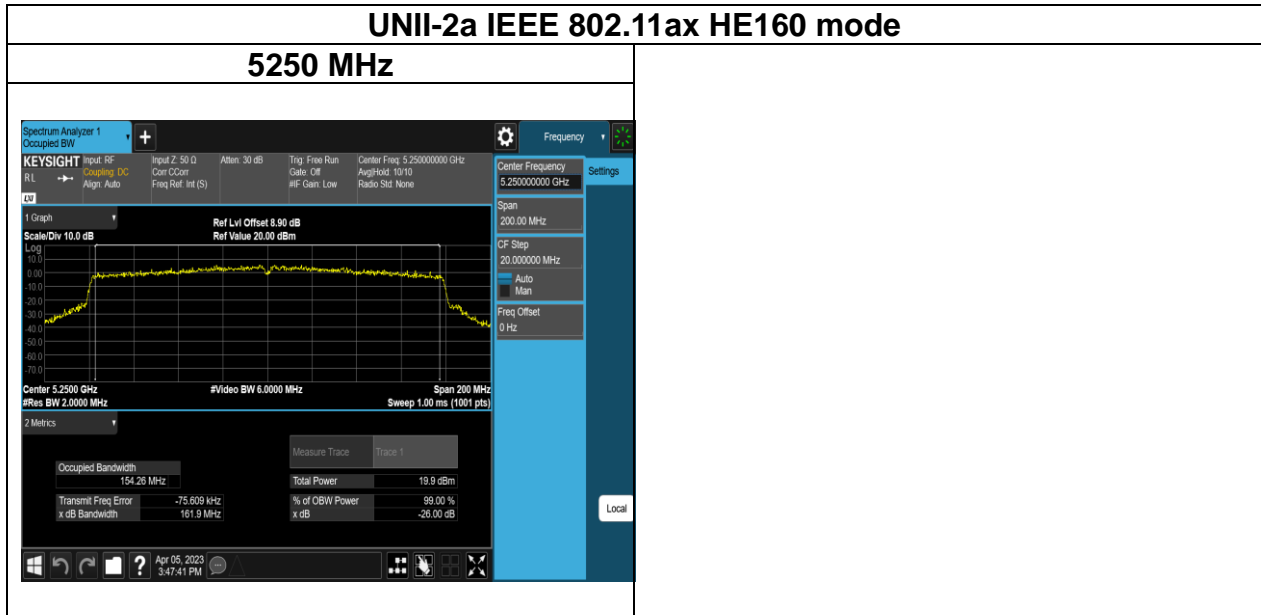 UNII-2a IEEE 802.11ax HE160 mode
5250 MHz
Spectrum Analyzer 1
Occupied BW
+
Frequency
KEYSIGHT
RL
LXI
Input: RF
Coupling: DC
Align: Auto
Input Z: 50 Ω
Corr CCorr
Freq Ref: Int (S)
Atten: 30 dB
Trig: Free Run
Gate: Off
#IF Gain: Low
Center Freq: 5.250000000 GHz
Avg|Hold: 10/10
Radio Std: None
Center Frequency
5.250000000 GHz
Settings
Span
200.00 MHz
CF Step
20.000000 MHz
Auto
Man
Freq Offset
0 Hz
1 Graph
Scale/Div 10.0 dB
Ref Lvl Offset 8.90 dB
Ref Value 20.00 dBm
Log
10.0
0.00
-10.0
-20.0
-30.0
-40.0
-50.0
-60.0
-70.0
Center 5.2500 GHz
#Res BW 2.0000 MHz
#Video BW 6.0000 MHz
Span 200 MHz
Sweep 1.00 ms (1001 pts)
2 Metrics
Measure Trace Trace 1
Occupied Bandwidth
154.26 MHz
Total Power 19.9 dBm
Transmit Freq Error -75.609 kHz
% of OBW Power 99.00 %
x dB Bandwidth 161.9 MHz
x dB -26.00 dB
Local
?
Apr 05, 2023
3:47:41 PM